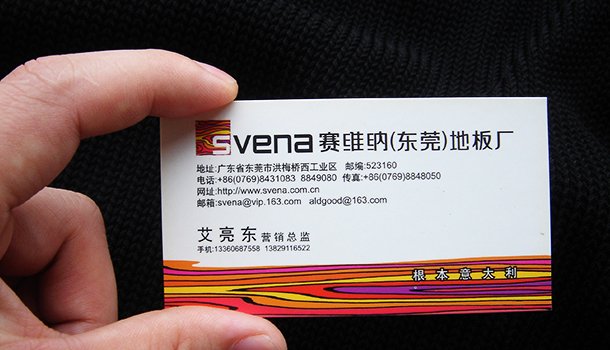 svena 赛维纳(东莞)地板厂
地址:广东省东莞市洪梅桥西工业区 邮编:523160
电话:+86(0769)8431083 8849080 传真:+86(0769)8848050
网址:http://www.svena.com.cn
邮箱:svena@vip.163.com aldgood@163.com
艾亮东 营销总监
手机:13360687558 13829116522
根本意大利